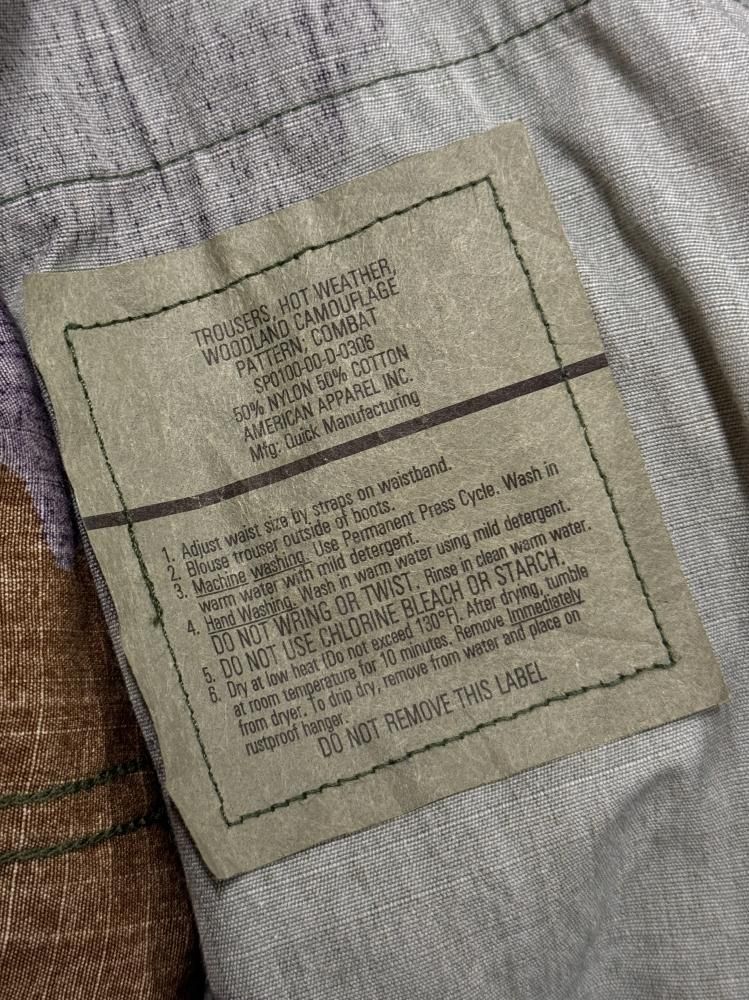 TROUSERS, HOT WEATHER,
WOODLAND CAMOUFLAGE
PATTERN; COMBAT
SP0100-00-D-0306
50% NYLON 50% COTTON
AMERICAN APPAREL INC.
Mfg: Quick Manufacturing
1. Adjust waist size by straps on waistband.
2. Blouse trouser outside of boots.
3. Machine washing. Use Permanent Press Cycle. Wash in
warm water with mild detergent.
4. Hand Washing. Wash in warm water using mild detergent.
DO NOT WRING OR TWIST. Rinse in clean warm water.
5. DO NOT USE CHLORINE BLEACH OR STARCH.
6. Dry at low heat (Do not exceed 130°F). After drying, tumble
at room temperature for 10 minutes. Remove Immediately
from dryer. To drip dry, remove from water and place on
rustproof hanger.
DO NOT REMOVE THIS LABEL